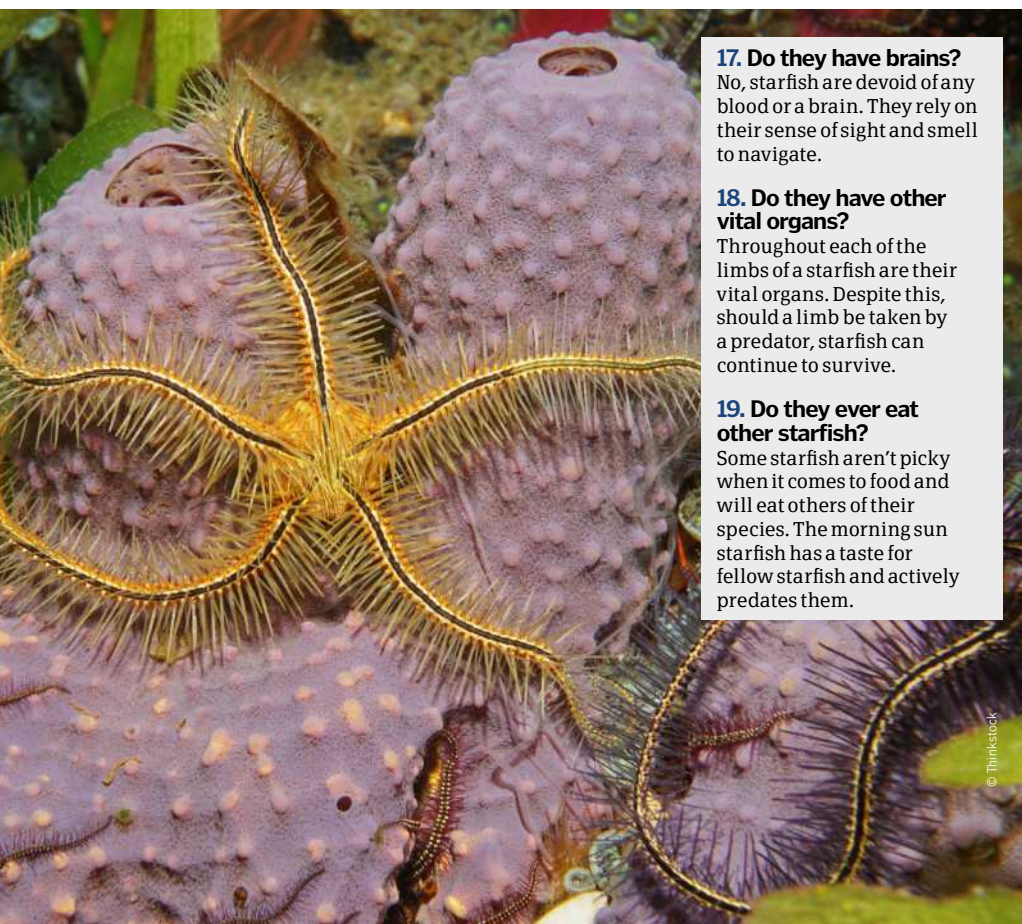 17. Do they have brains?
No, starfish are devoid of any
blood or a brain. They rely on
their sense of sight and smell
to navigate.
18. Do they have other
vital organs?
Throughout each of the
limbs of a starfish are their
vital organs. Despite this,
should a limb be taken by
a predator, starfish can
continue to survive.
19. Do they ever eat
other starfish?
Some starfish aren't picky
when it comes to food and
will eat others of their
species. The morning sun
starfish has a taste for
fellow starfish and actively
predates them.
© Thinkstock